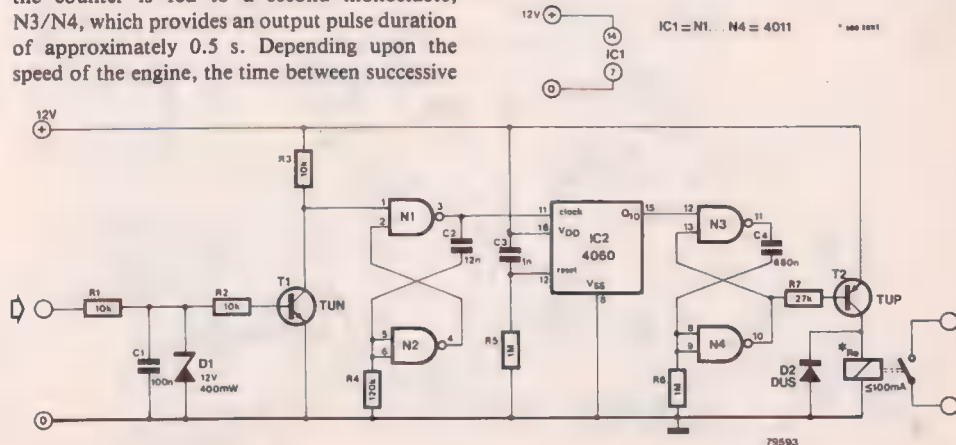 the counter is fed to a second monostable,
N3/N4, which provides an output pulse duration
of approximately 0.5 s. Depending upon the
speed of the engine, the time between successive
12V
+
14
IC1
7
0
IC1 = N1... N4 = 4011
* see text
12V
+
R3
10k
1
2
N1
3
C2
12n
11
clock
Q10
15
16
VDD
IC2
4060
C3
1n
reset
12
VSS
8
12
13
N3
11
C4
680n
T1
TUN
R1
10k
R2
10k
C1
100n
D1
12V
400mW
5
6
N2
4
R4
120k
R5
1M
8
9
N4
10
R6
1M
R7
27k
T2
TUP
D2
DUS
*
Re
≤100mA
0
79593